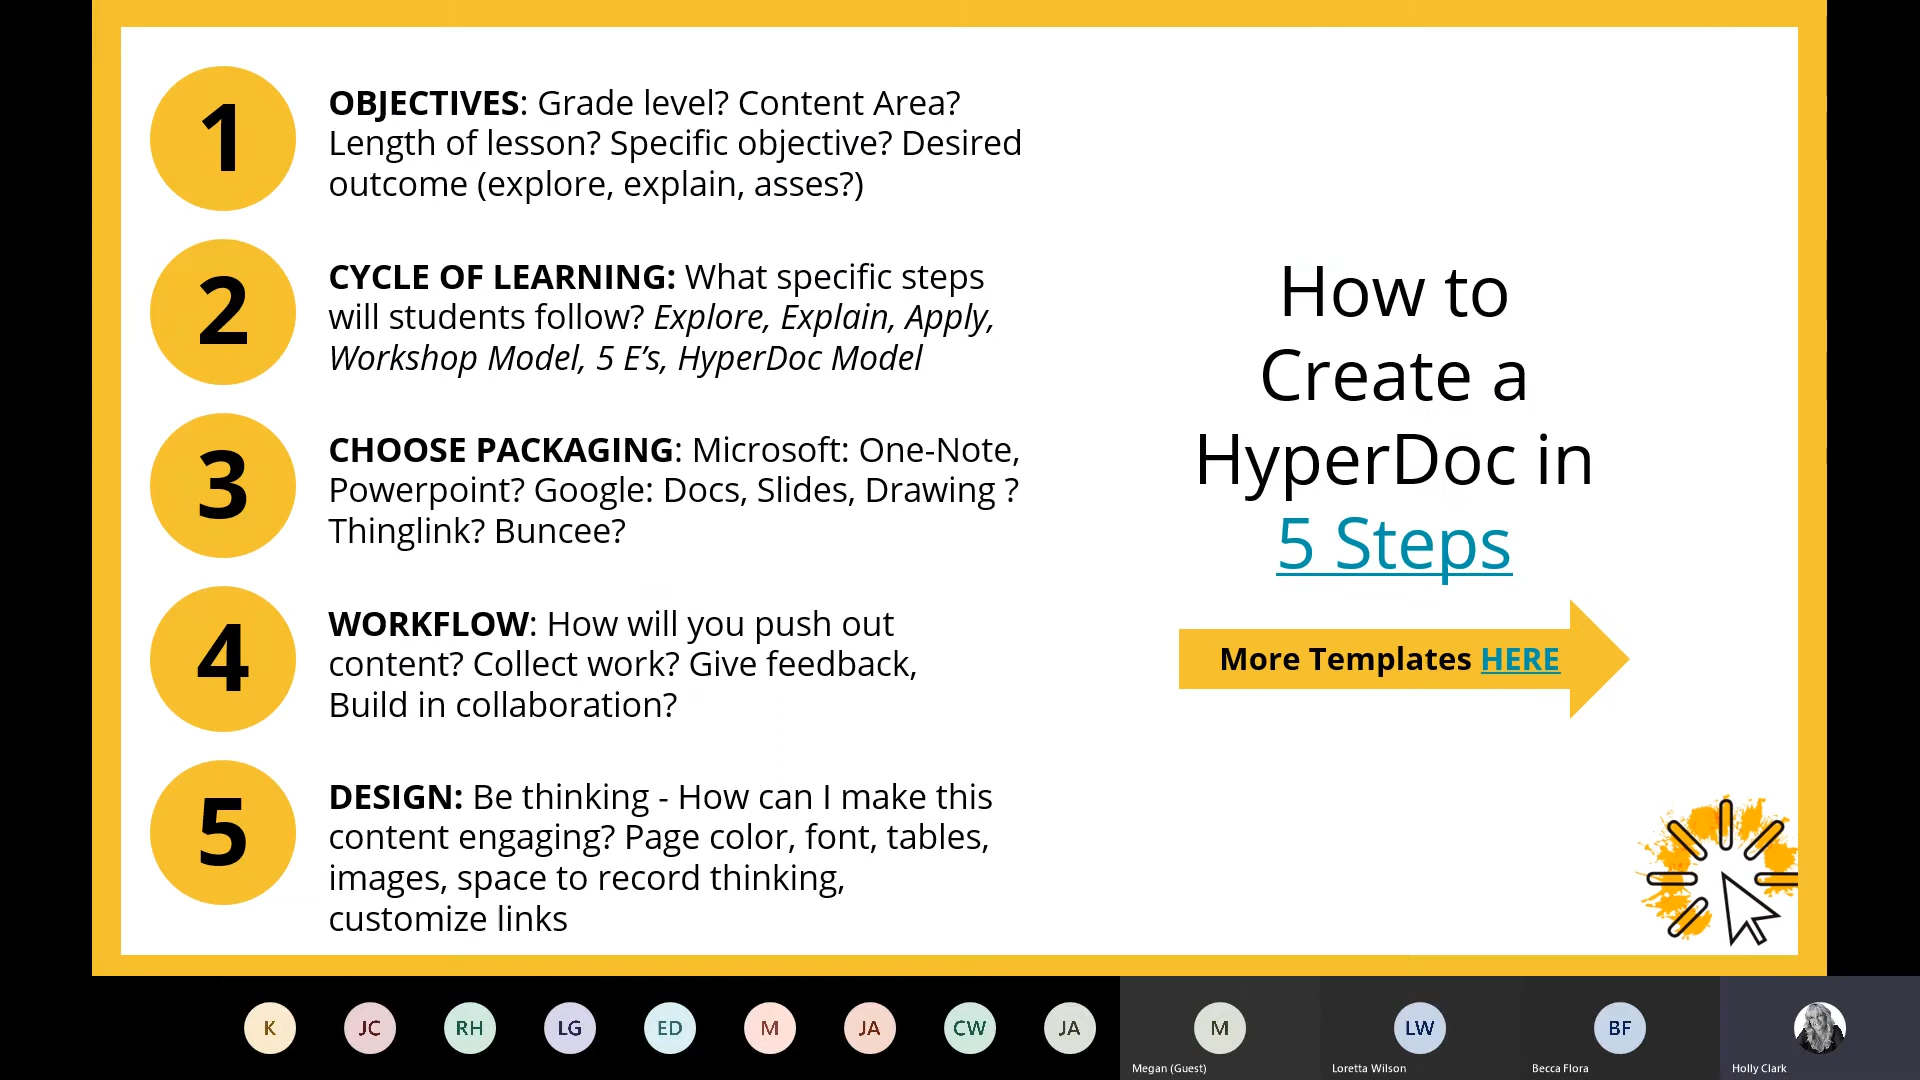 1
OBJECTIVES: Grade level? Content Area?
Length of lesson? Specific objective? Desired
outcome (explore, explain, asses?)
2
CYCLE OF LEARNING: What specific steps
will students follow? Explore, Explain, Apply,
Workshop Model, 5 E’s, HyperDoc Model
3
CHOOSE PACKAGING: Microsoft: One-Note,
Powerpoint? Google: Docs, Slides, Drawing ?
Thinglink? Buncee?
4
WORKFLOW: How will you push out
content? Collect work? Give feedback,
Build in collaboration?
5
DESIGN: Be thinking - How can I make this
content engaging? Page color, font, tables,
images, space to record thinking,
customize links
How to
Create a
HyperDoc in
5 Steps
More Templates HERE
K JC RH LG ED M JA CW JA M LW BF
Megan (Guest) Loretta Wilson Becca Flora Holly Clark